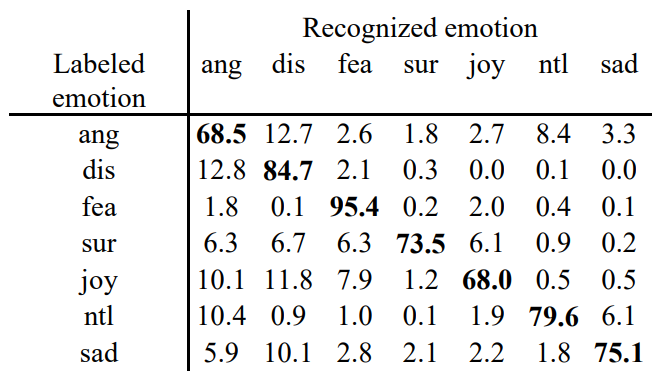 Recognized emotion
Labeled emotion ang dis fea sur joy ntl sad
ang 68.5 12.7 2.6 1.8 2.7 8.4 3.3
dis 12.8 84.7 2.1 0.3 0.0 0.1 0.0
fea 1.8 0.1 95.4 0.2 2.0 0.4 0.1
sur 6.3 6.7 6.3 73.5 6.1 0.9 0.2
joy 10.1 11.8 7.9 1.2 68.0 0.5 0.5
ntl 10.4 0.9 1.0 0.1 1.9 79.6 6.1
sad 5.9 10.1 2.8 2.1 2.2 1.8 75.1